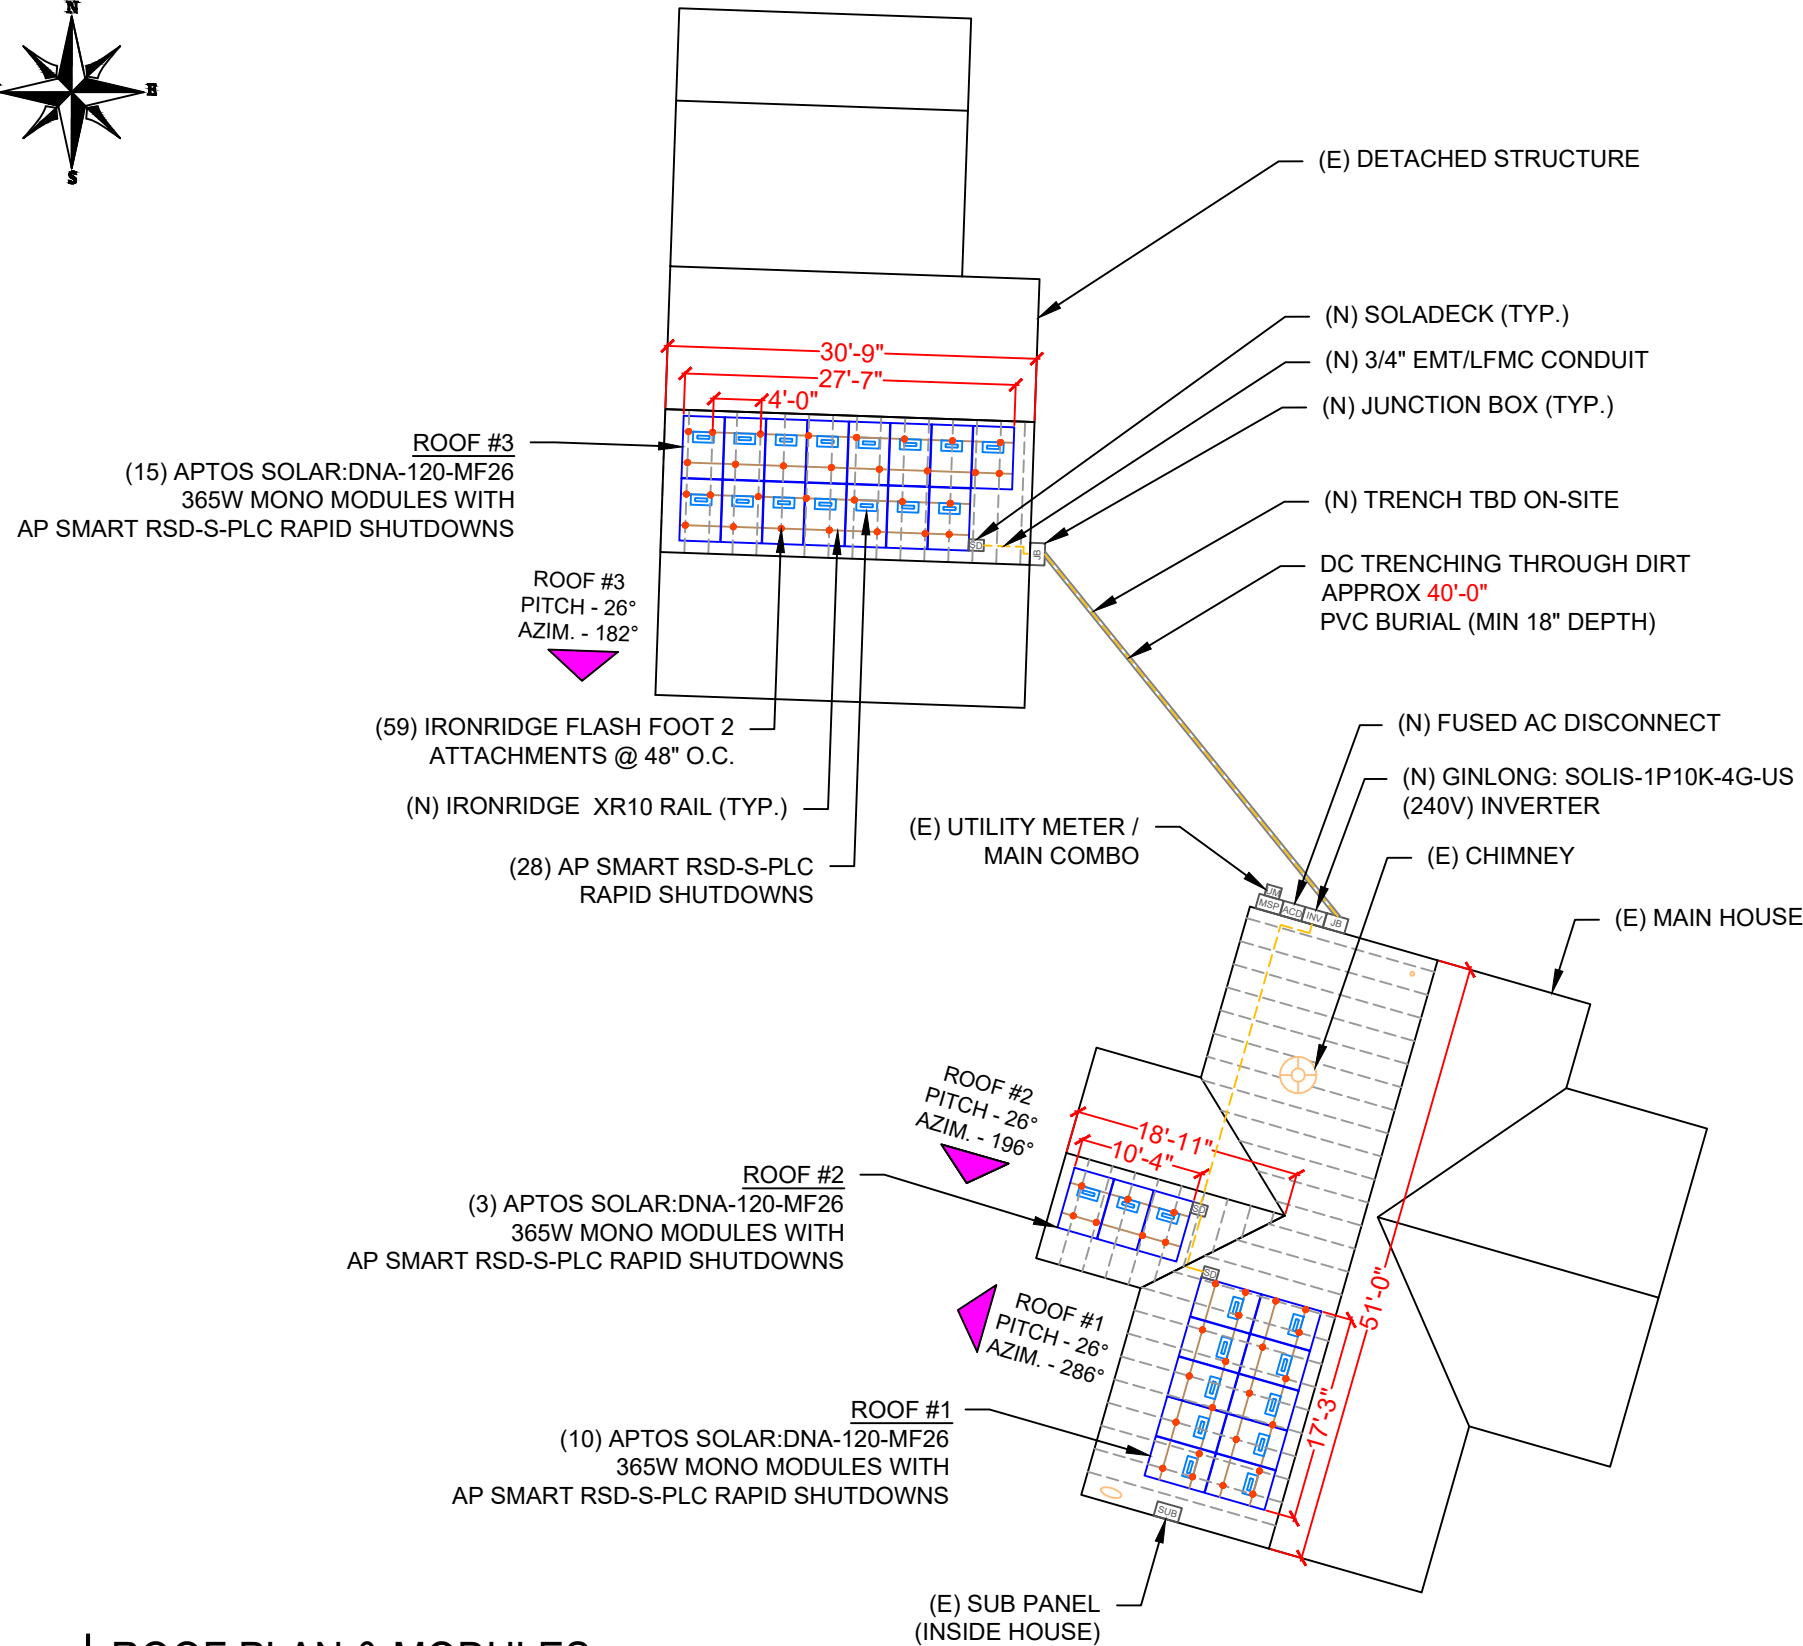 N
E
S
(E) DETACHED STRUCTURE
(N) SOLADECK (TYP.)
(N) 3/4" EMT/LFMC CONDUIT
(N) JUNCTION BOX (TYP.)
30'-9"
27'-7"
4'-0"
ROOF #3
(15) APTOS SOLAR:DNA-120-MF26
365W MONO MODULES WITH
AP SMART RSD-S-PLC RAPID SHUTDOWNS
(N) TRENCH TBD ON-SITE
SD
JB
DC TRENCHING THROUGH DIRT
APPROX 40'-0"
PVC BURIAL (MIN 18" DEPTH)
ROOF #3
PITCH - 26°
AZIM. - 182°
(59) IRONRIDGE FLASH FOOT 2
ATTACHMENTS @ 48" O.C.
(N) IRONRIDGE XR10 RAIL (TYP.)
(28) AP SMART RSD-S-PLC
RAPID SHUTDOWNS
(N) FUSED AC DISCONNECT
(N) GINLONG: SOLIS-1P10K-4G-US
(240V) INVERTER
(E) UTILITY METER /
MAIN COMBO
(E) CHIMNEY
(E) MAIN HOUSE
UM
MSP ACD INV JB
ROOF #2
PITCH - 26°
AZIM. - 196°
18'-11"
10'-4"
ROOF #2
(3) APTOS SOLAR:DNA-120-MF26
365W MONO MODULES WITH
AP SMART RSD-S-PLC RAPID SHUTDOWNS
SD
SD
ROOF #1
PITCH - 26°
AZIM. - 286°
51'-0"
17'-3"
ROOF #1
(10) APTOS SOLAR:DNA-120-MF26
365W MONO MODULES WITH
AP SMART RSD-S-PLC RAPID SHUTDOWNS
SUB
(E) SUB PANEL
(INSIDE HOUSE)
ROOF PLAN & MODULES